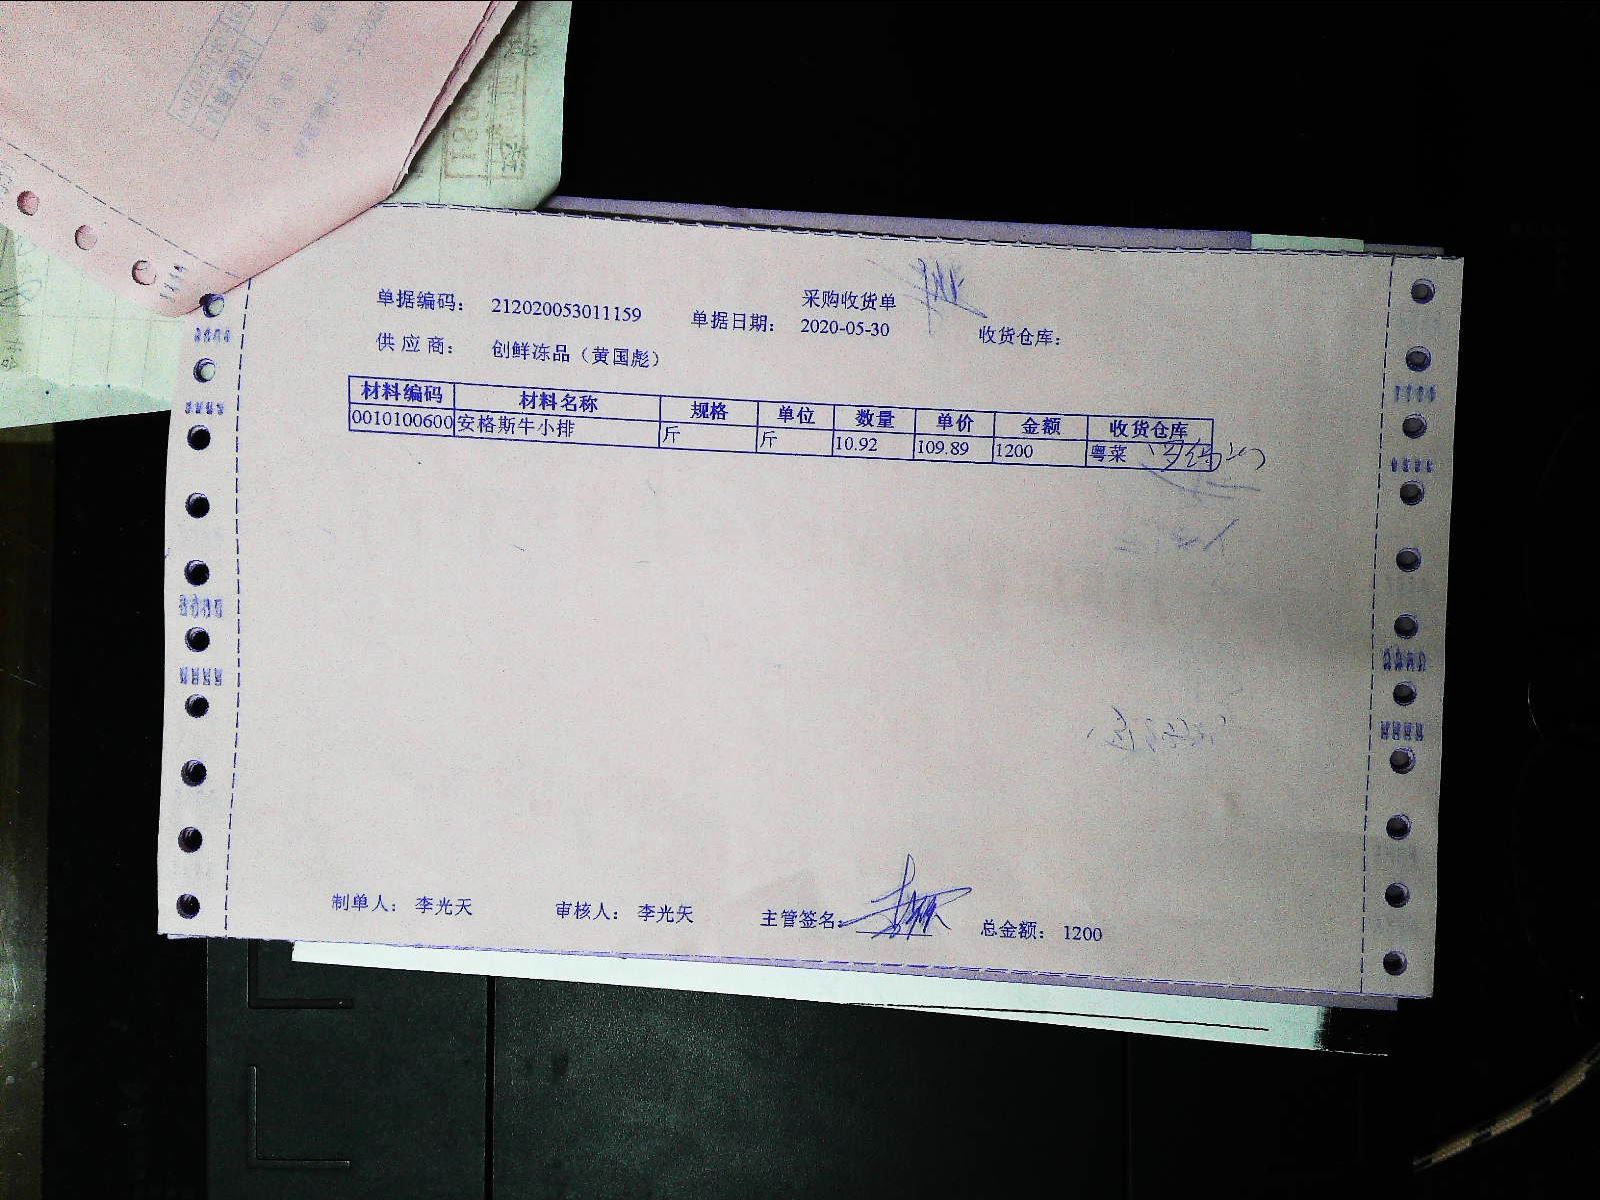 采购收货单
单据编码: 212020053011159 单据日期: 2020-05-30 收货仓库:
供应商: 创鲜冻品（黄国彪）
材料编码 材料名称 规格 单位 数量 单价 金额 收货仓库
0010100600 安格斯牛小排 斤 斤 10.92 109.89 1200 粤菜
制单人: 李光天 审核人: 李光天 主管签名: 总金额: 1200